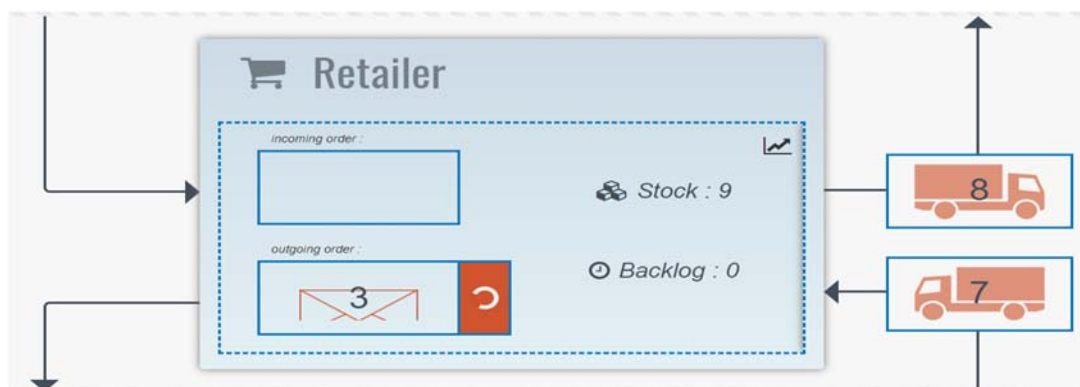 Retailer
incoming order :
Stock : 9
8
outgoing order :
3
Backlog : 0
7